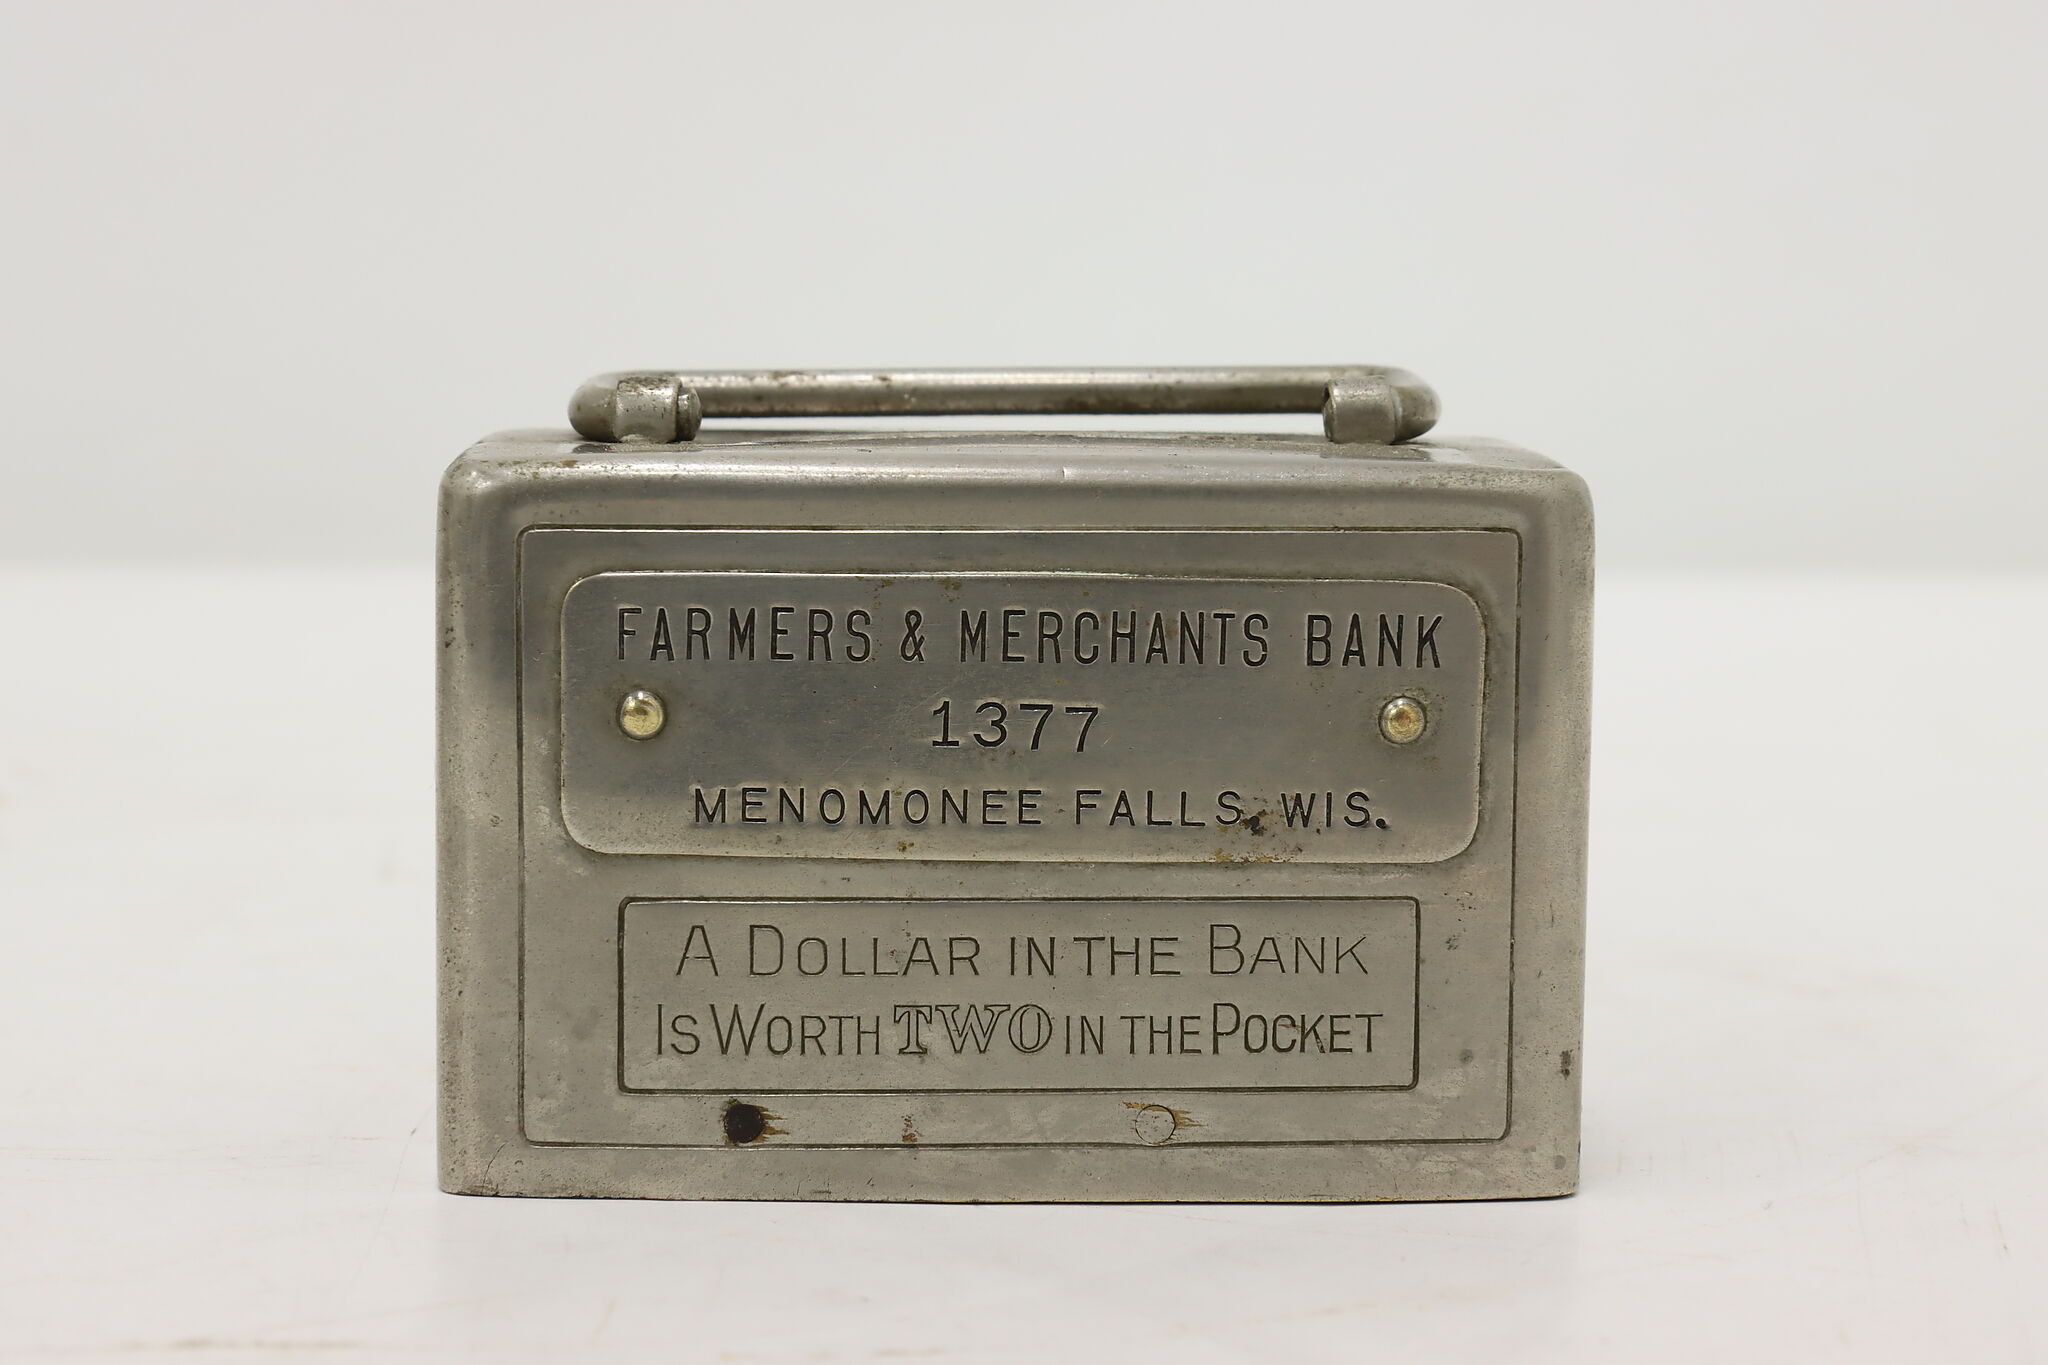 FARMERS & MERCHANTS BANK
1377
MENOMONEE FALLS, WIS.
A DOLLAR IN THE BANK
IS WORTH TWO IN THE POCKET